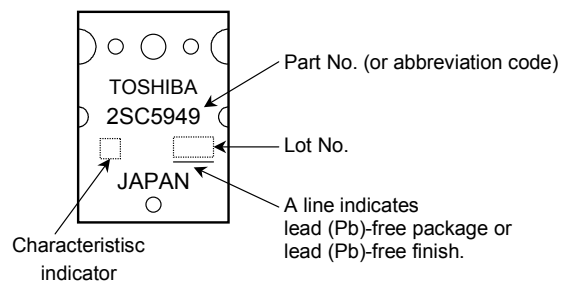 Part No. (or abbreviation code)
TOSHIBA
2SC5949
Lot No.
JAPAN
A line indicates
lead (Pb)-free package or
lead (Pb)-free finish.
Characteristisc
indicator